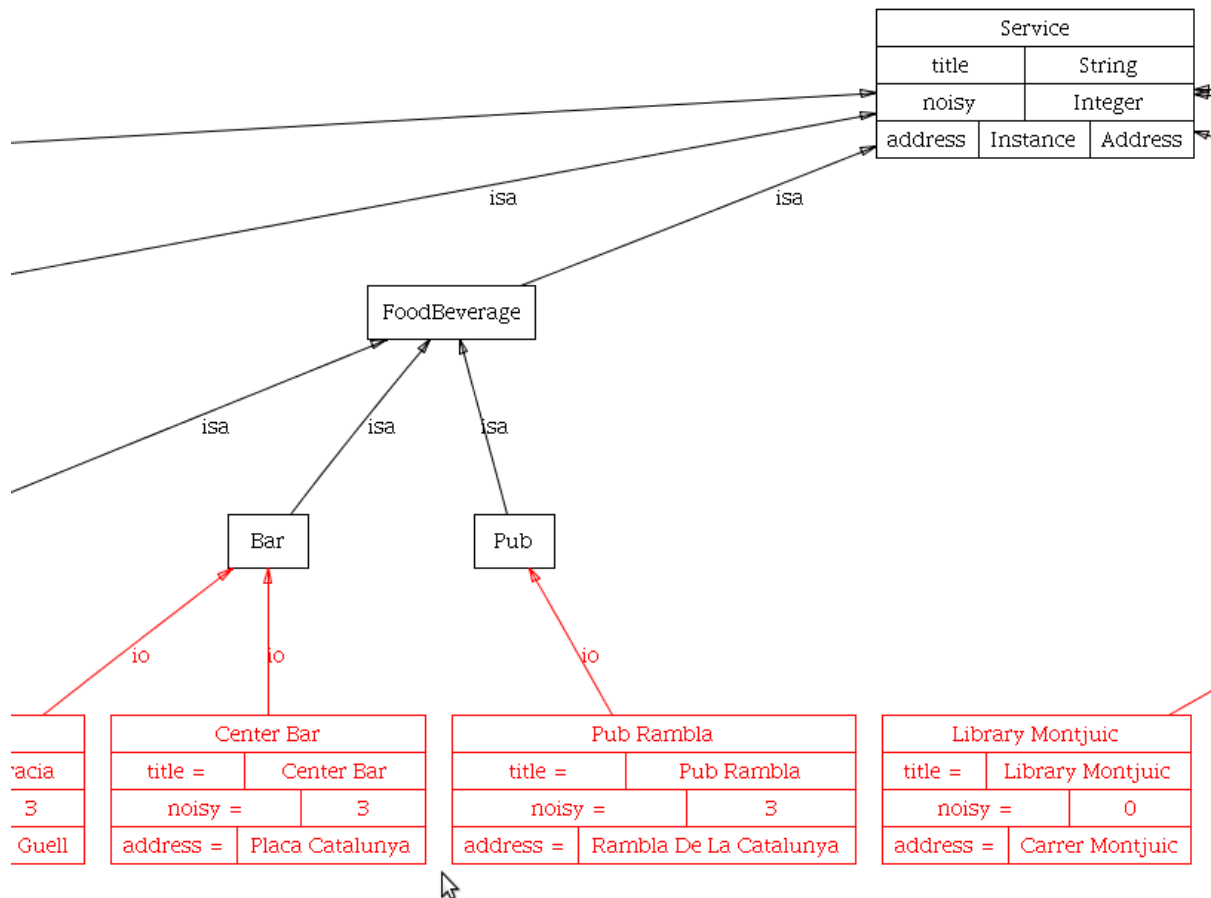 Service
title String
noisy Integer
address Instance Address
isa
isa
FoodBeverage
isa
isa
isa
Bar
Pub
io
io
io
Center Bar
Pub Rambla
Library Montjuic
title = Center Bar
title = Pub Rambla
title = Library Montjuic
3
noisy = 3
noisy = 3
noisy = 0
Guell
address = Placa Catalunya
address = Rambla De La Catalunya
address = Carrer Montjuic